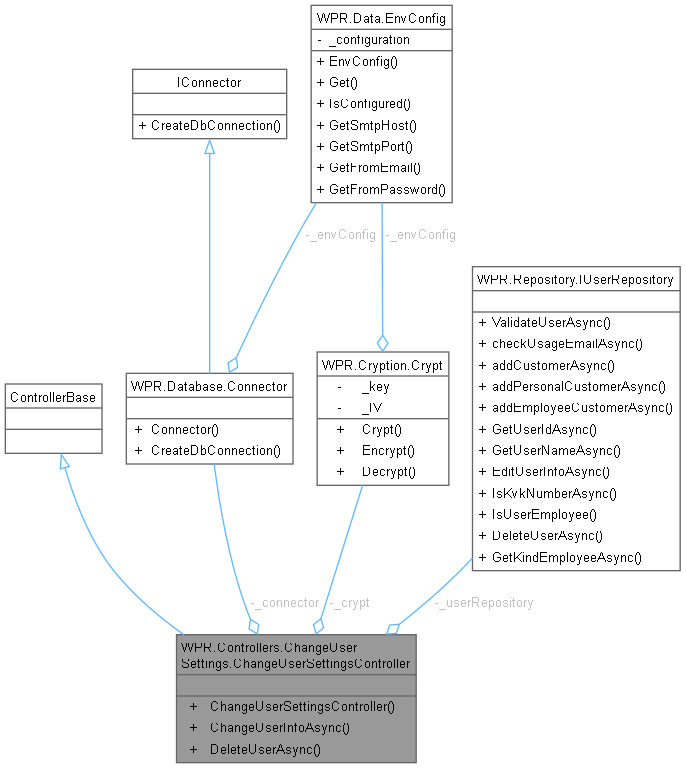 WPR.Data.EnvConfig
- _configuration
+ EnvConfig()
+ Get()
+ IsConfigured()
+ GetSmtpHost()
+ GetSmtpPort()
+ GetFromEmail()
+ GetFromPassword()
IConnector
+ CreateDbConnection()
-_envConfig
-_envConfig
WPR.Repository.IUserRepository
+ ValidateUserAsync()
+ checkUsageEmailAsync()
+ addCustomerAsync()
+ addPersonalCustomerAsync()
+ addEmployeeCustomerAsync()
+ GetUserIdAsync()
+ GetUserNameAsync()
+ EditUserInfoAsync()
+ IsKvkNumberAsync()
+ IsUserEmployee()
+ DeleteUserAsync()
+ GetKindEmployeeAsync()
WPR.Cryption.Crypt
- _key
- _IV
+ Crypt()
+ Encrypt()
+ Decrypt()
WPR.Database.Connector
+ Connector()
+ CreateDbConnection()
ControllerBase
-_connector
-_crypt
-_userRepository
WPR.Controllers.ChangeUser
Settings.ChangeUserSettingsController
+ ChangeUserSettingsController()
+ ChangeUserInfoAsync()
+ DeleteUserAsync()